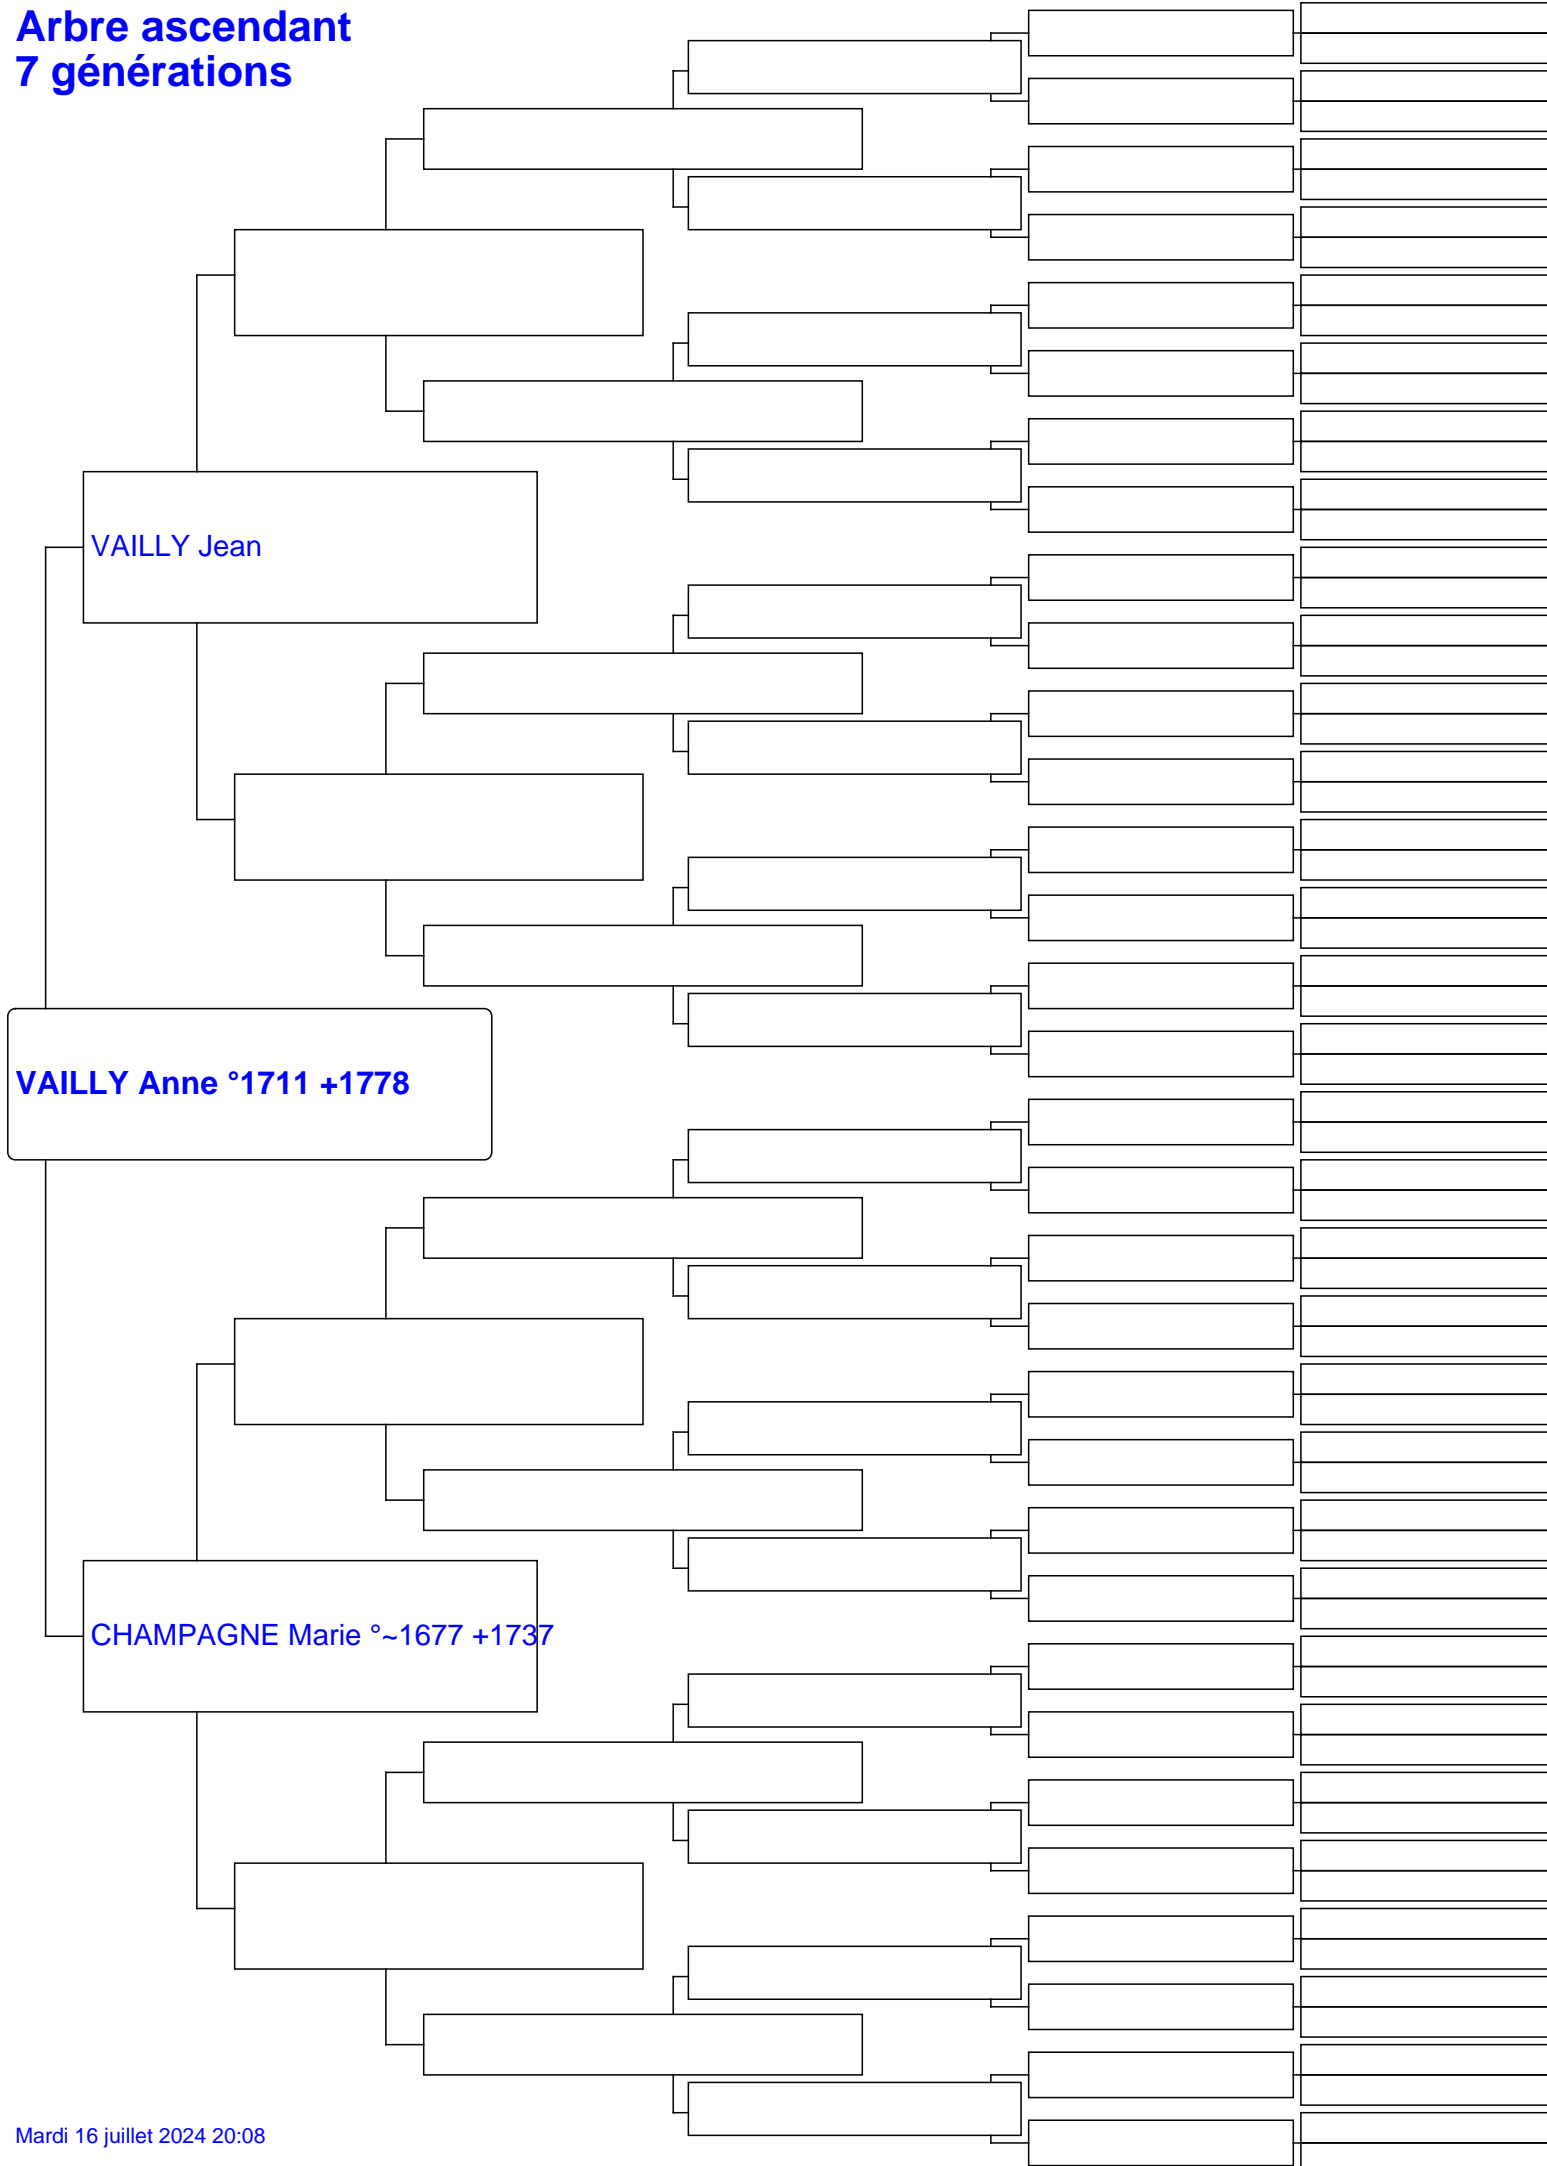 Arbre ascendant
7 générations
VAILLY Jean
VAILLY Anne °1711 +1778
CHAMPAGNE Marie °~1677 +1737
Mardi 16 juillet 2024 20:08